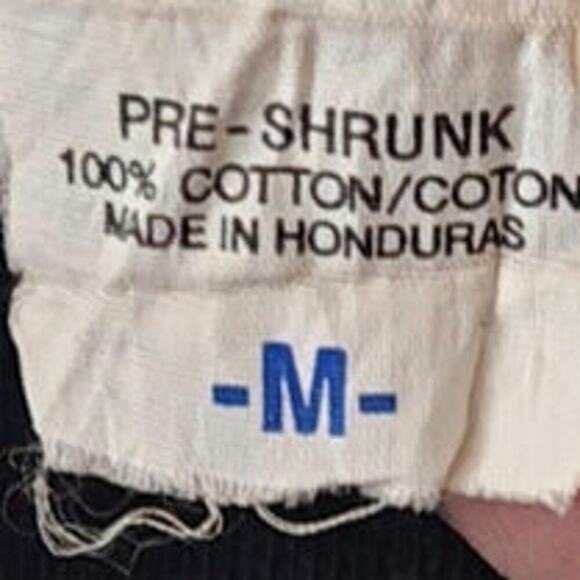 PRE-SHRUNK
100% COTTON/COTON
MADE IN HONDURAS
-M-